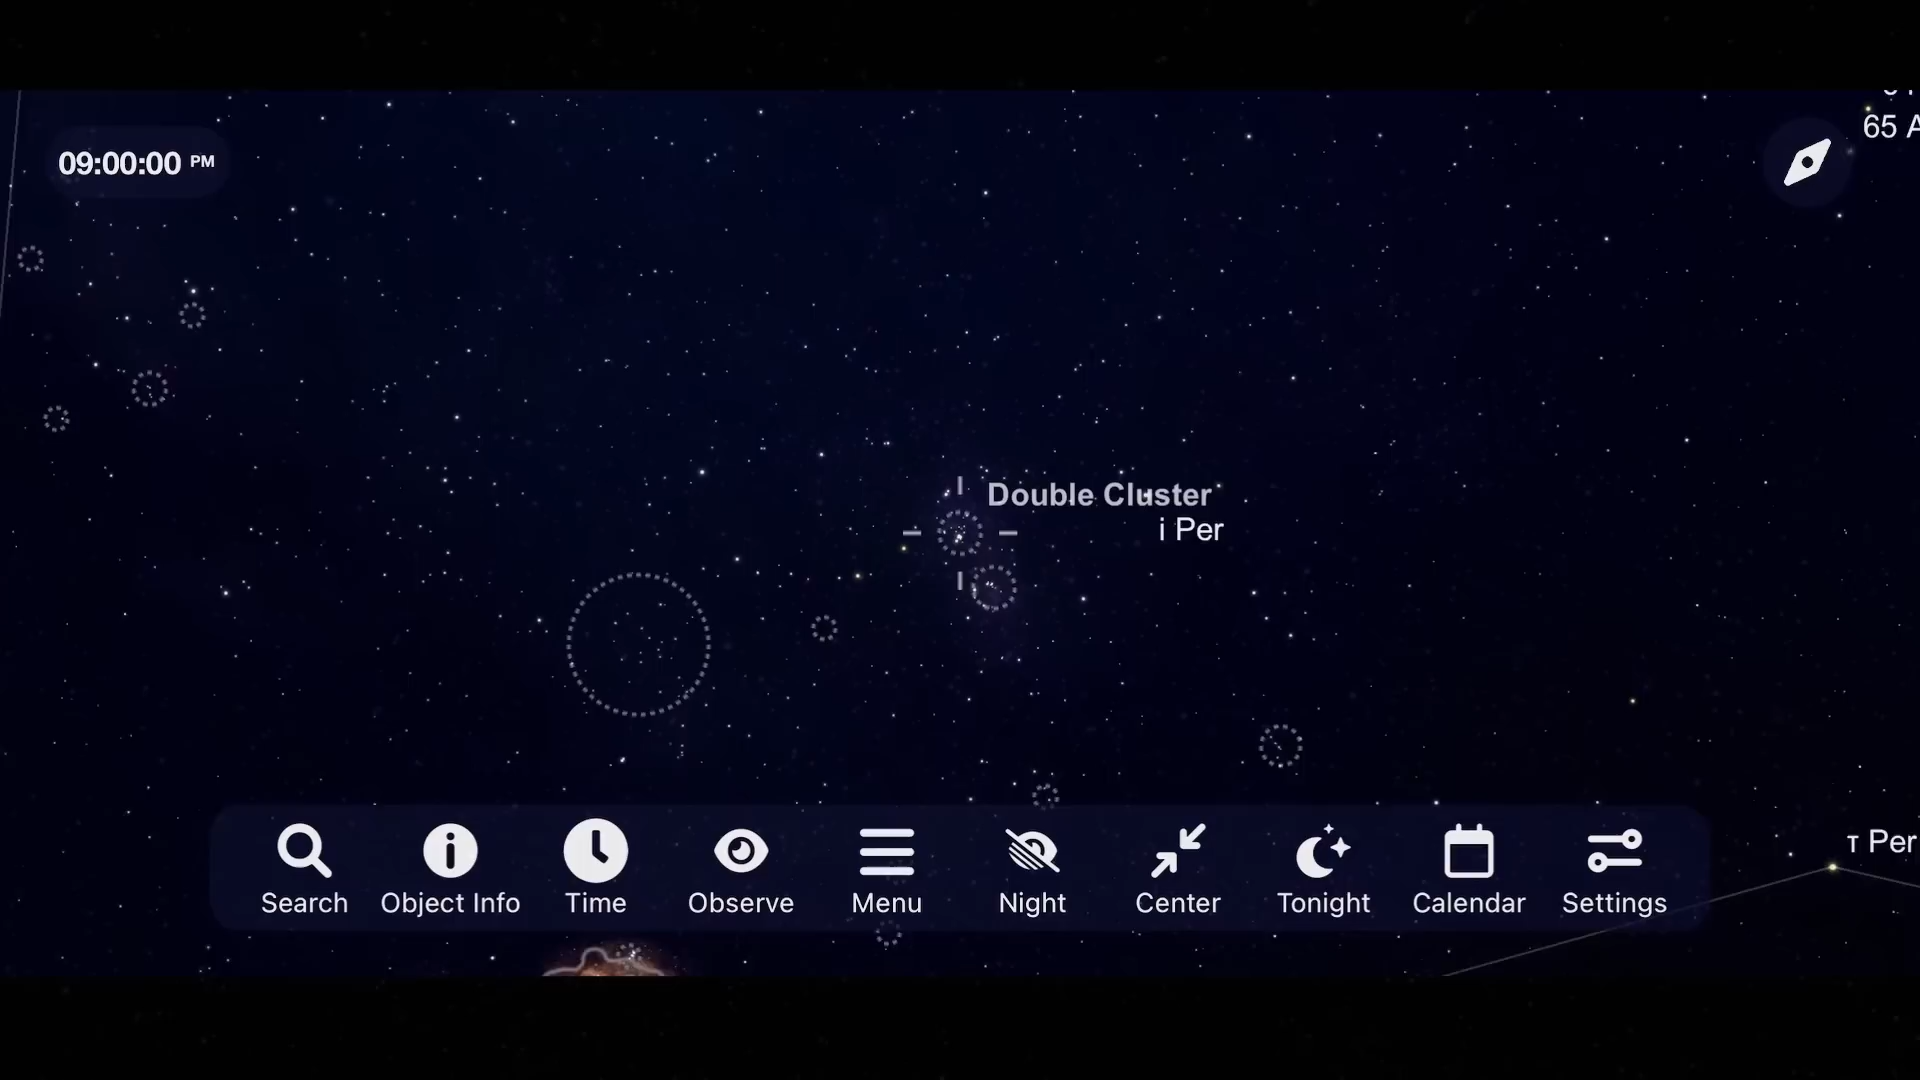 65 A
09:00:00 PM
Double Cluster
i Per
τ Per
Search Object Info Time Observe Menu Night Center Tonight Calendar Settings